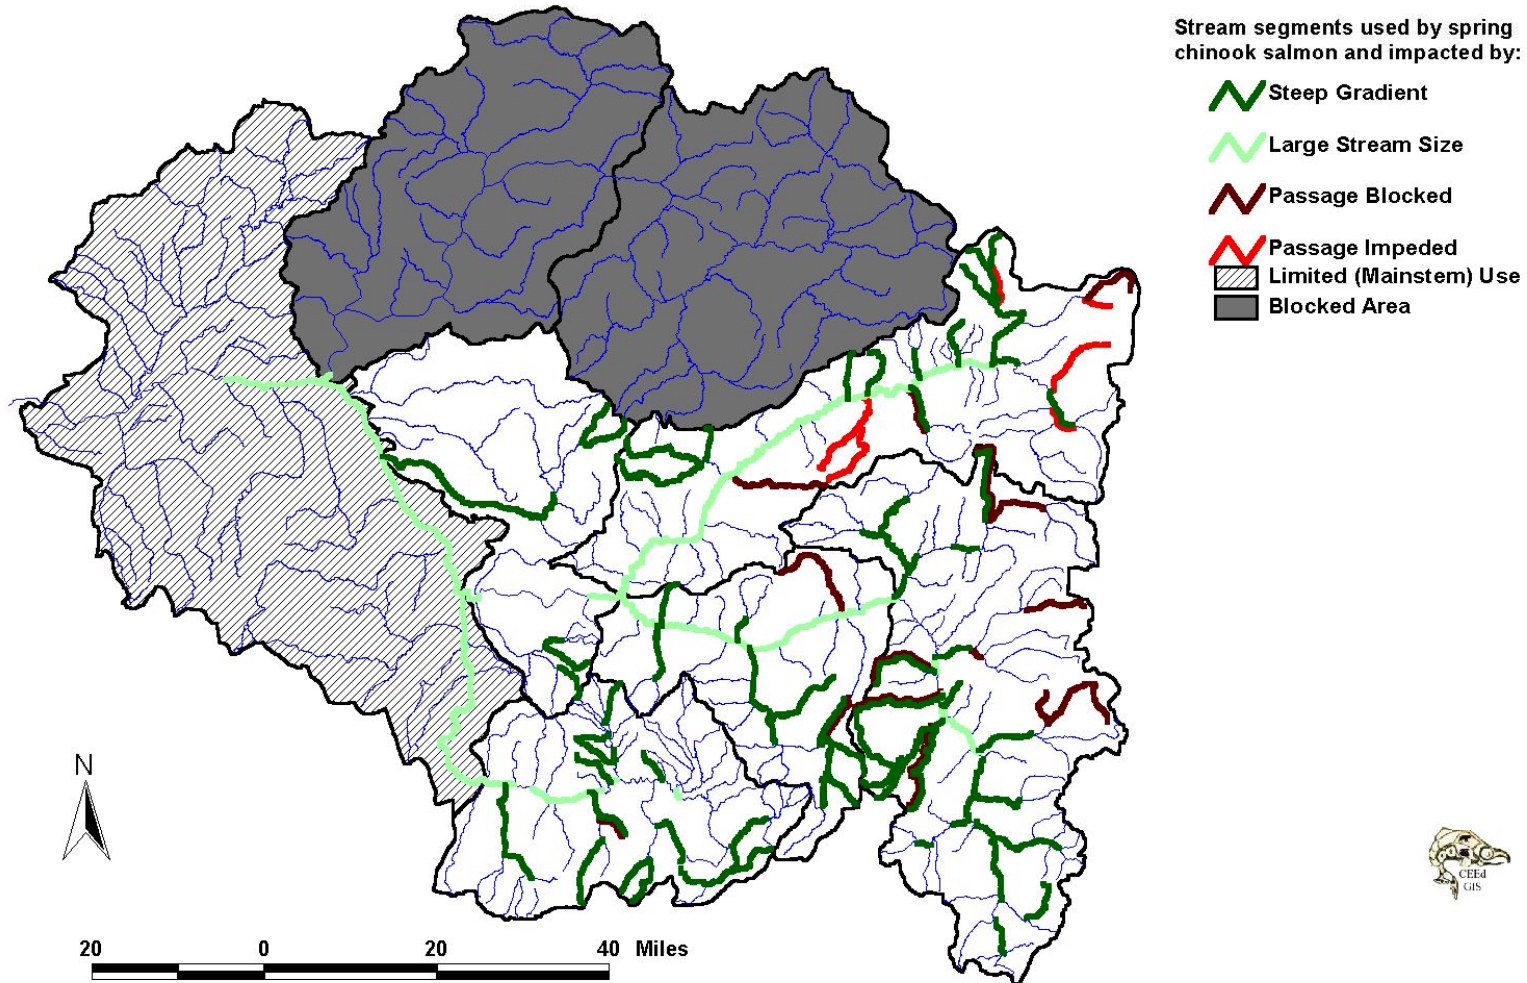 Stream segments used by spring
chinook salmon and impacted by:
Steep Gradient
Large Stream Size
Passage Blocked
Passage Impeded
Limited (Mainstem) Use
Blocked Area
N
CEEd
GIS
20 0 20 40 Miles